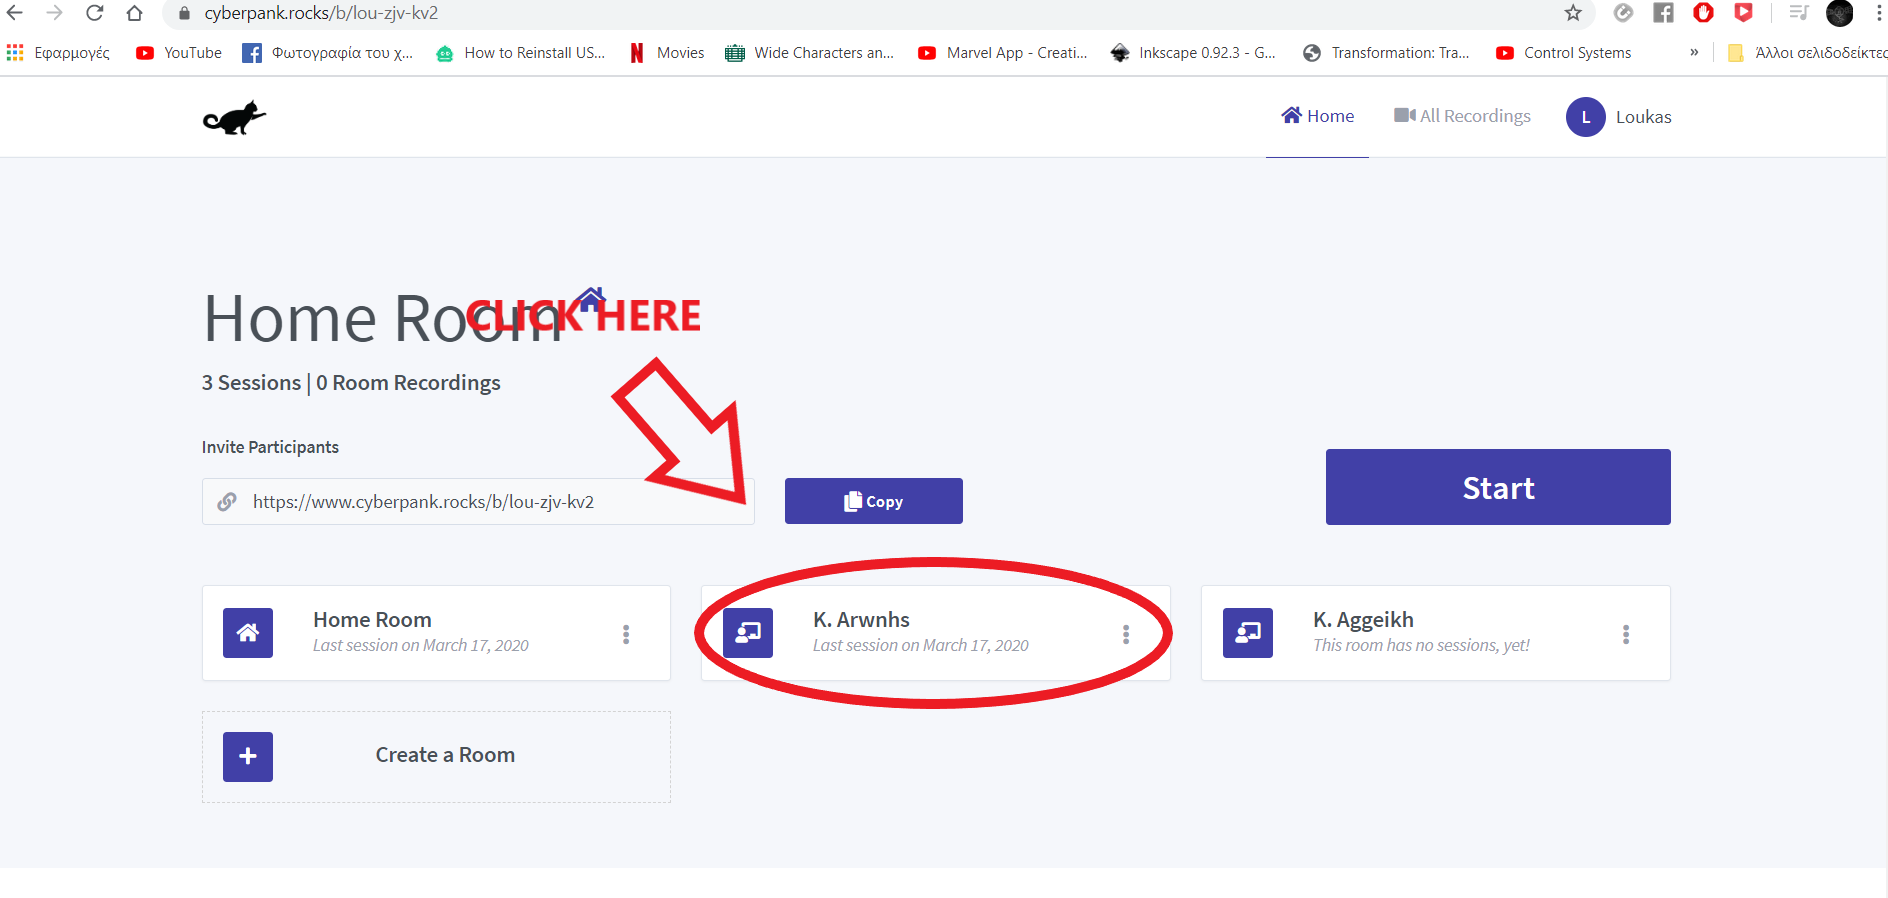 cyberpank.rocks/b/lou-zjv-kv2
Εφαρμογές YouTube Φωτογραφία του χ... How to Reinstall US... Movies Wide Characters an... Marvel App - Creati... Inkscape 0.92.3 - G... Transformation: Tra... Control Systems » Άλλοι σελιδοδείκτες
Home All Recordings L Loukas
Home Room
CLICK HERE
3 Sessions | 0 Room Recordings
Invite Participants
https://www.cyberpank.rocks/b/lou-zjv-kv2 Copy Start
Home Room K. Arwnhs K. Aggeikh
Last session on March 17, 2020 Last session on March 17, 2020 This room has no sessions, yet!
Create a Room